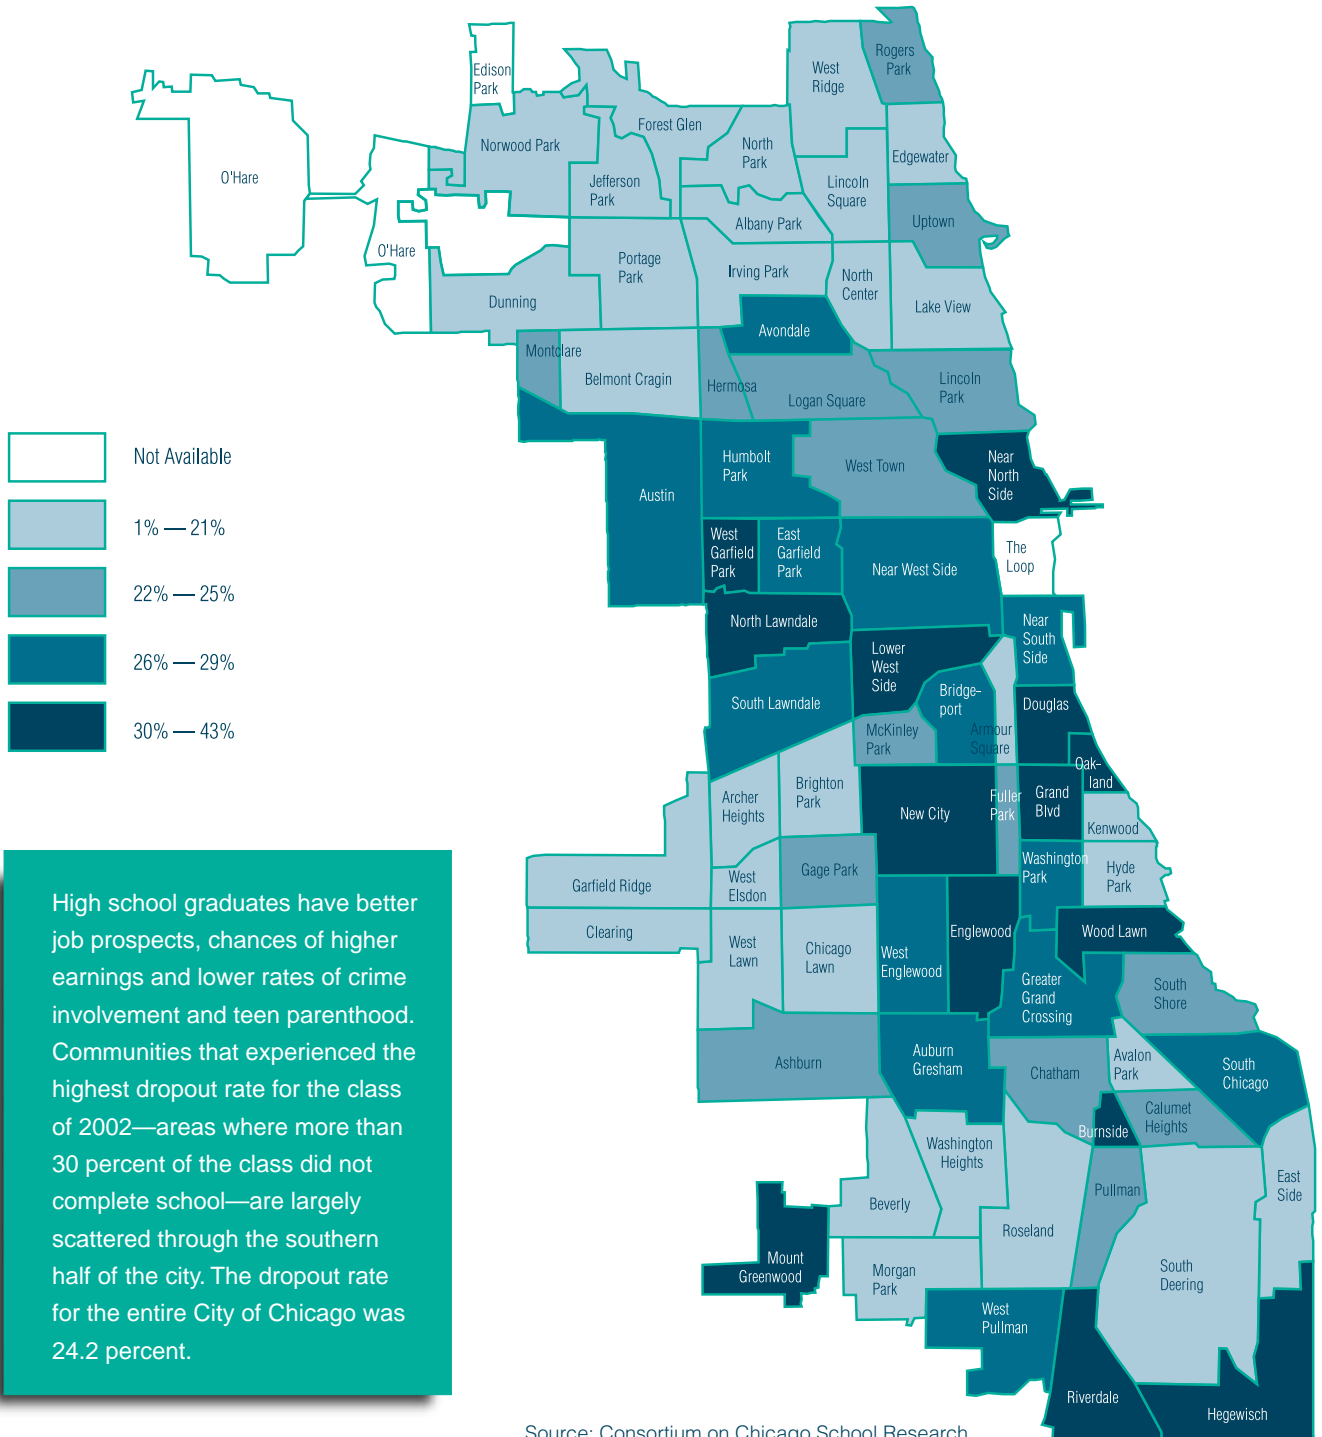 Edison
Park
Rogers
Park
West
Ridge
Forest Glen
Norwood Park
North
Park
Edgewater
O'Hare
Jefferson
Park
Lincoln
Square
Albany Park
Uptown
O'Hare
Portage
Park
Irving Park
North
Center
Dunning
Lake View
Avondale
Montclare
Belmont Cragin
Hermosa
Logan Square
Lincoln
Park
Not Available
1% — 21%
22% — 25%
26% — 29%
30% — 43%
Humbolt
Park
West Town
Near
North
Side
Austin
West
Garfield
Park
East
Garfield
Park
Near West Side
The
Loop
North Lawndale
Near
South
Side
Lower
West
Side
South Lawndale
Bridge–
port
Douglas
McKinley
Park
Armour
Square
Oak–
land
Archer
Heights
Brighton
Park
New City
Fuller
Park
Grand
Blvd
Kenwood
Garfield Ridge
West
Elsdon
Gage Park
Washington
Park
Hyde
Park
Clearing
West
Lawn
Chicago
Lawn
West
Englewood
Englewood
Wood Lawn
Greater
Grand
Crossing
South
Shore
Ashburn
Auburn
Gresham
Chatham
Avalon
Park
South
Chicago
Burnside
Calumet
Heights
Washington
Heights
Beverly
Pullman
East
Side
Roseland
Mount
Greenwood
Morgan
Park
South
Deering
West
Pullman
Riverdale
Hegewisch
High school graduates have better
job prospects, chances of higher
earnings and lower rates of crime
involvement and teen parenthood.
Communities that experienced the
highest dropout rate for the class
of 2002—areas where more than
30 percent of the class did not
complete school—are largely
scattered through the southern
half of the city. The dropout rate
for the entire City of Chicago was
24.2 percent.
Source: Consortium on Chicago School Research